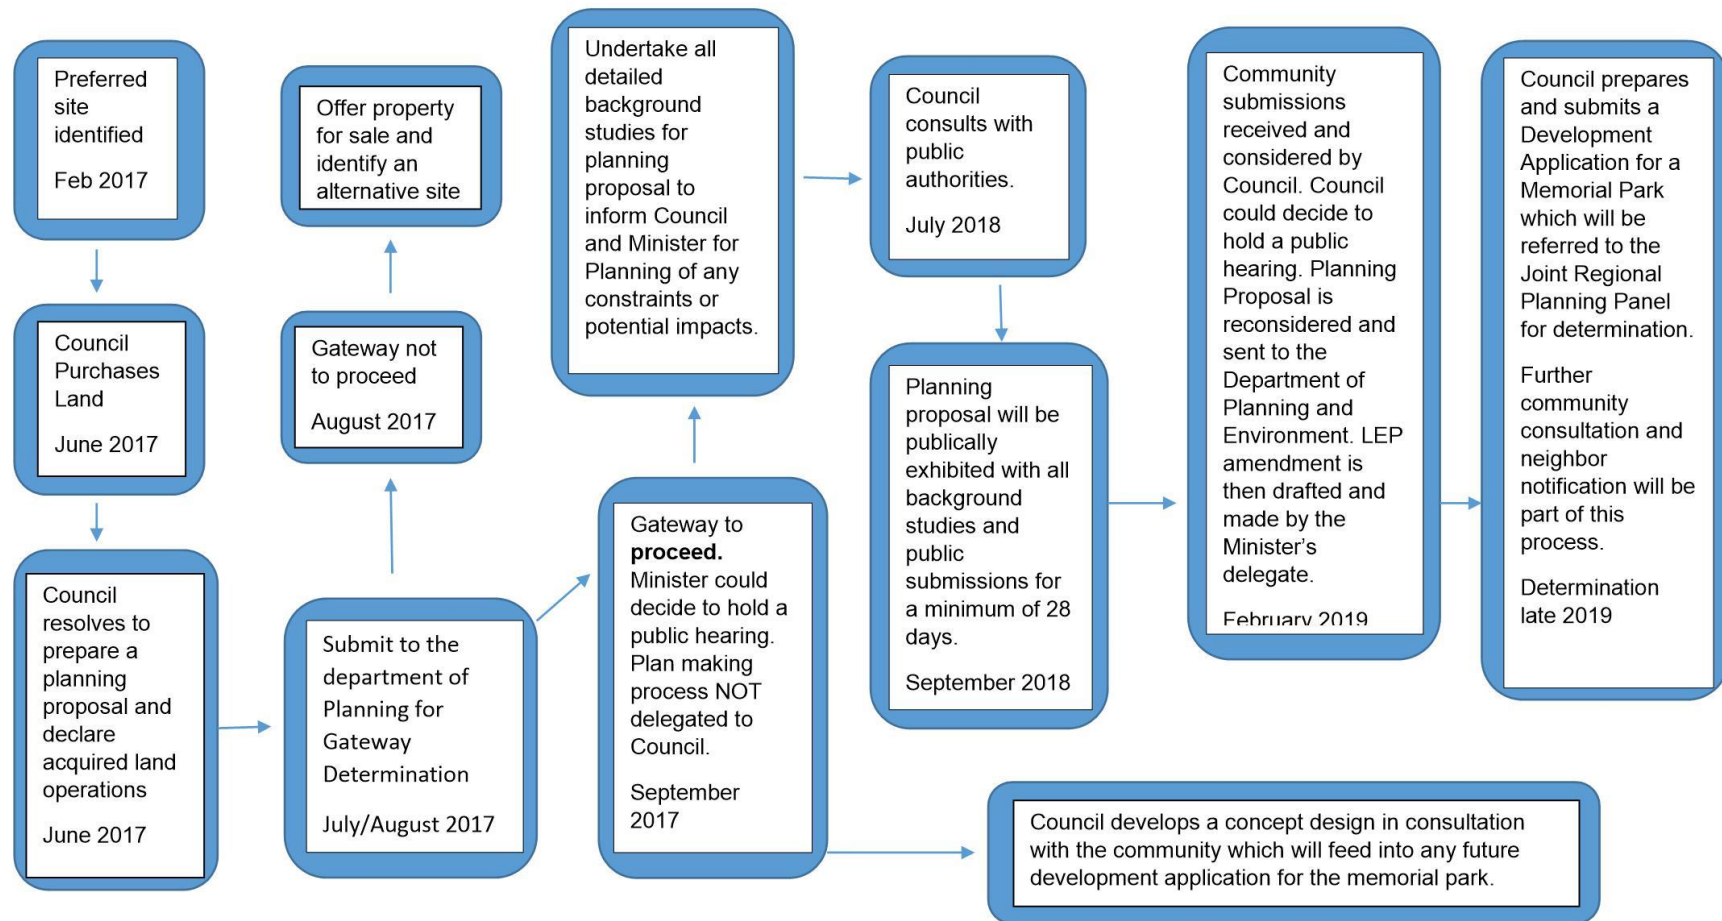 Preferred
site
identified
Feb 2017
Council
Purchases
Land
June 2017
Council
resolves to
prepare a
planning
proposal and
declare
acquired land
operations
June 2017
Submit to the
department of
Planning for
Gateway
Determination
July/August 2017
Gateway not
to proceed
August 2017
Offer property
for sale and
identify an
alternative site
Gateway to
proceed.
Minister could
decide to hold a
public hearing.
Plan making
process NOT
delegated to
Council.
September
2017
Undertake all
detailed
background
studies for
planning
proposal to
inform Council
and Minister for
Planning of any
constraints or
potential impacts.
Council
consults with
public
authorities.
July 2018
Planning
proposal will be
publically
exhibited with all
background
studies and
public
submissions for
a minimum of 28
days.
September 2018
Community
submissions
received and
considered by
Council. Council
could decide to
hold a public
hearing. Planning
Proposal is
reconsidered and
sent to the
Department of
Planning and
Environment. LEP
amendment is
then drafted and
made by the
Minister’s
delegate.
February 2019
Council prepares
and submits a
Development
Application for a
Memorial Park
which will be
referred to the
Joint Regional
Planning Panel
for determination.
Further
community
consultation and
neighbor
notification will be
part of this
process.
Determination
late 2019
Council develops a concept design in consultation
with the community which will feed into any future
development application for the memorial park.